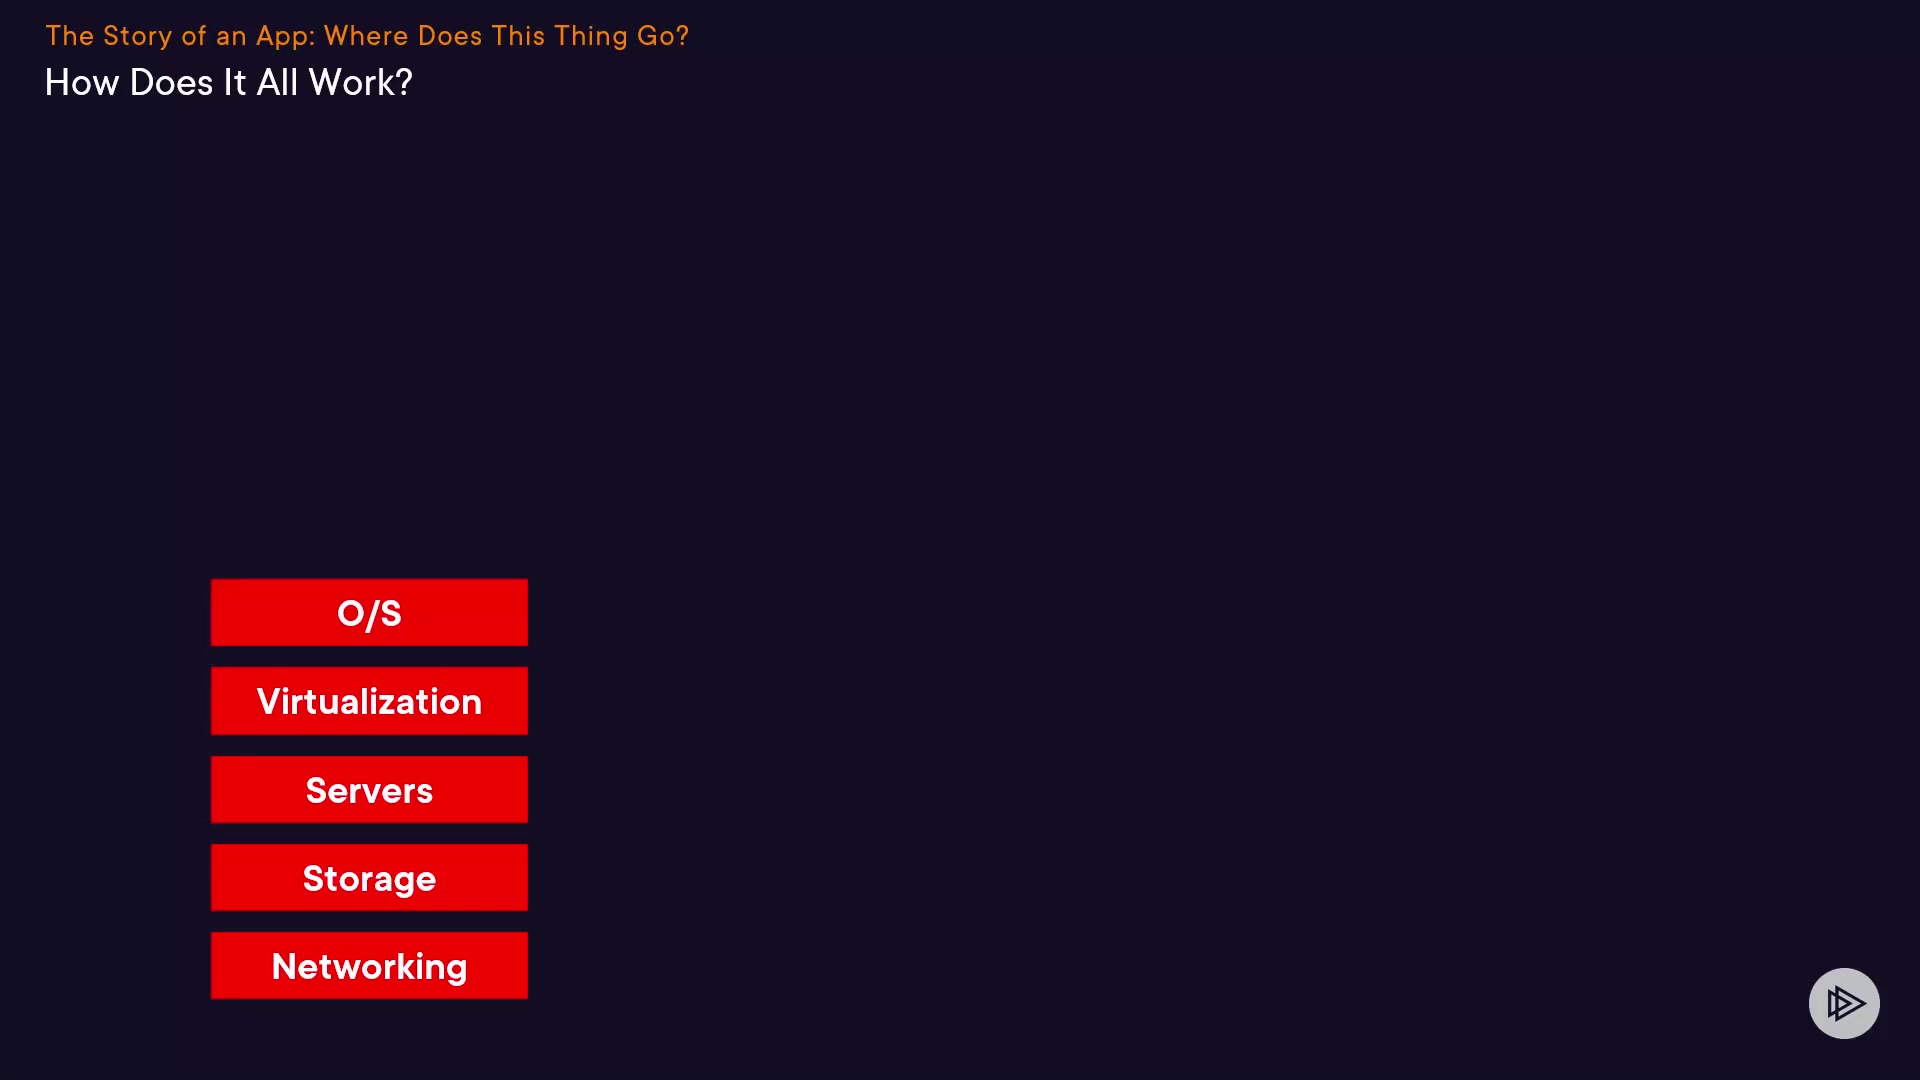 The Story of an App: Where Does This Thing Go?
How Does It All Work?
O/S
Virtualization
Servers
Storage
Networking